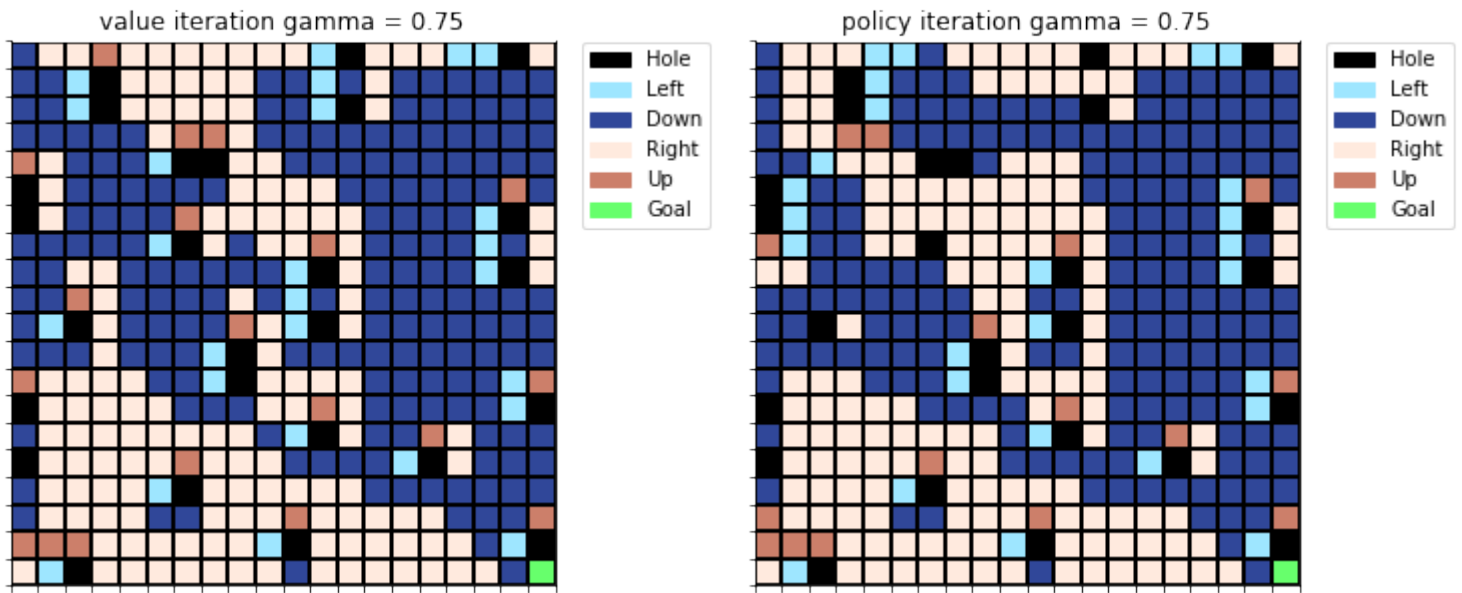 value iteration gamma = 0.75
Hole
Left
Down
Right
Up
Goal
policy iteration gamma = 0.75
Hole
Left
Down
Right
Up
Goal